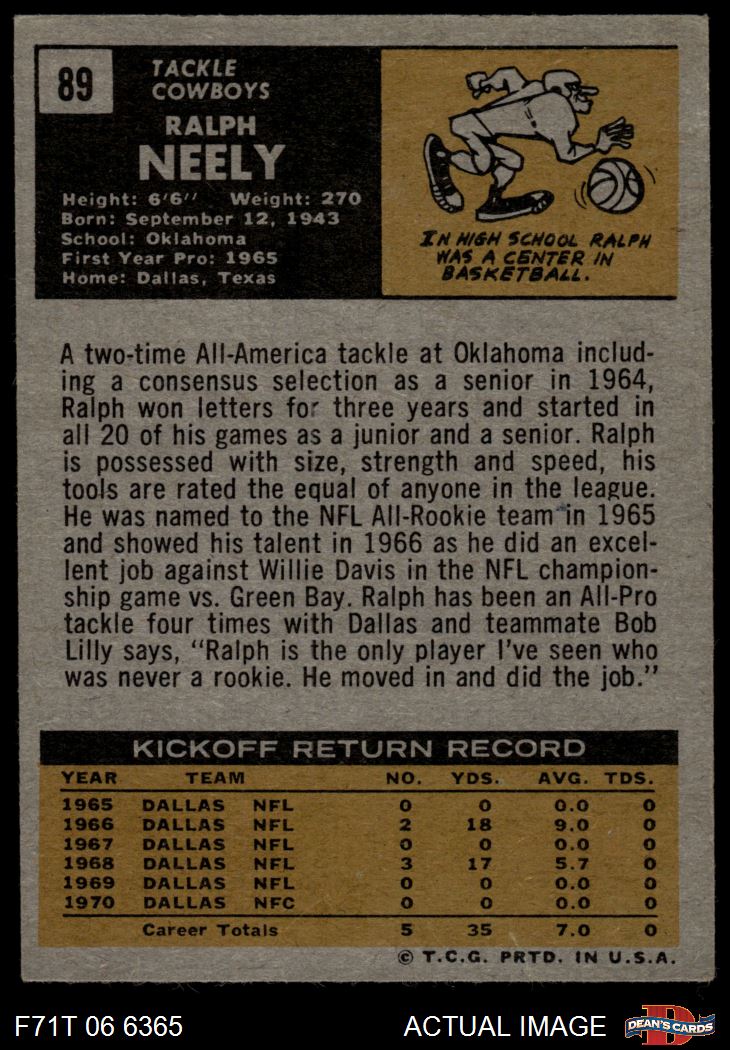 89
TACKLE
COWBOYS
RALPH
NEELY
Height: 6'6" Weight: 270
Born: September 12, 1943
School: Oklahoma
First Year Pro: 1965
Home: Dallas, Texas
IN HIGH SCHOOL RALPH
WAS A CENTER IN
BASKETBALL.
A two-time All-America tackle at Oklahoma includ-
ing a consensus selection as a senior in 1964,
Ralph won letters for three years and started in
all 20 of his games as a junior and a senior. Ralph
is possessed with size, strength and speed, his
tools are rated the equal of anyone in the league.
He was named to the NFL All-Rookie team in 1965
and showed his talent in 1966 as he did an excel-
lent job against Willie Davis in the NFL champion-
ship game vs. Green Bay. Ralph has been an All-Pro
tackle four times with Dallas and teammate Bob
Lilly says, "Ralph is the only player I've seen who
was never a rookie. He moved in and did the job."
KICKOFF RETURN RECORD
YEAR TEAM NO. YDS. AVG. TDS.
1965 DALLAS NFL 0 0 0.0 0
1966 DALLAS NFL 2 18 9.0 0
1967 DALLAS NFL 0 0 0.0 0
1968 DALLAS NFL 3 17 5.7 0
1969 DALLAS NFL 0 0 0.0 0
1970 DALLAS NFC 0 0 0.0 0
Career Totals 5 35 7.0 0
© T.C.G. PRTD. IN U.S.A.
F71T 06 6365 ACTUAL IMAGE D DEAN'S CARDS